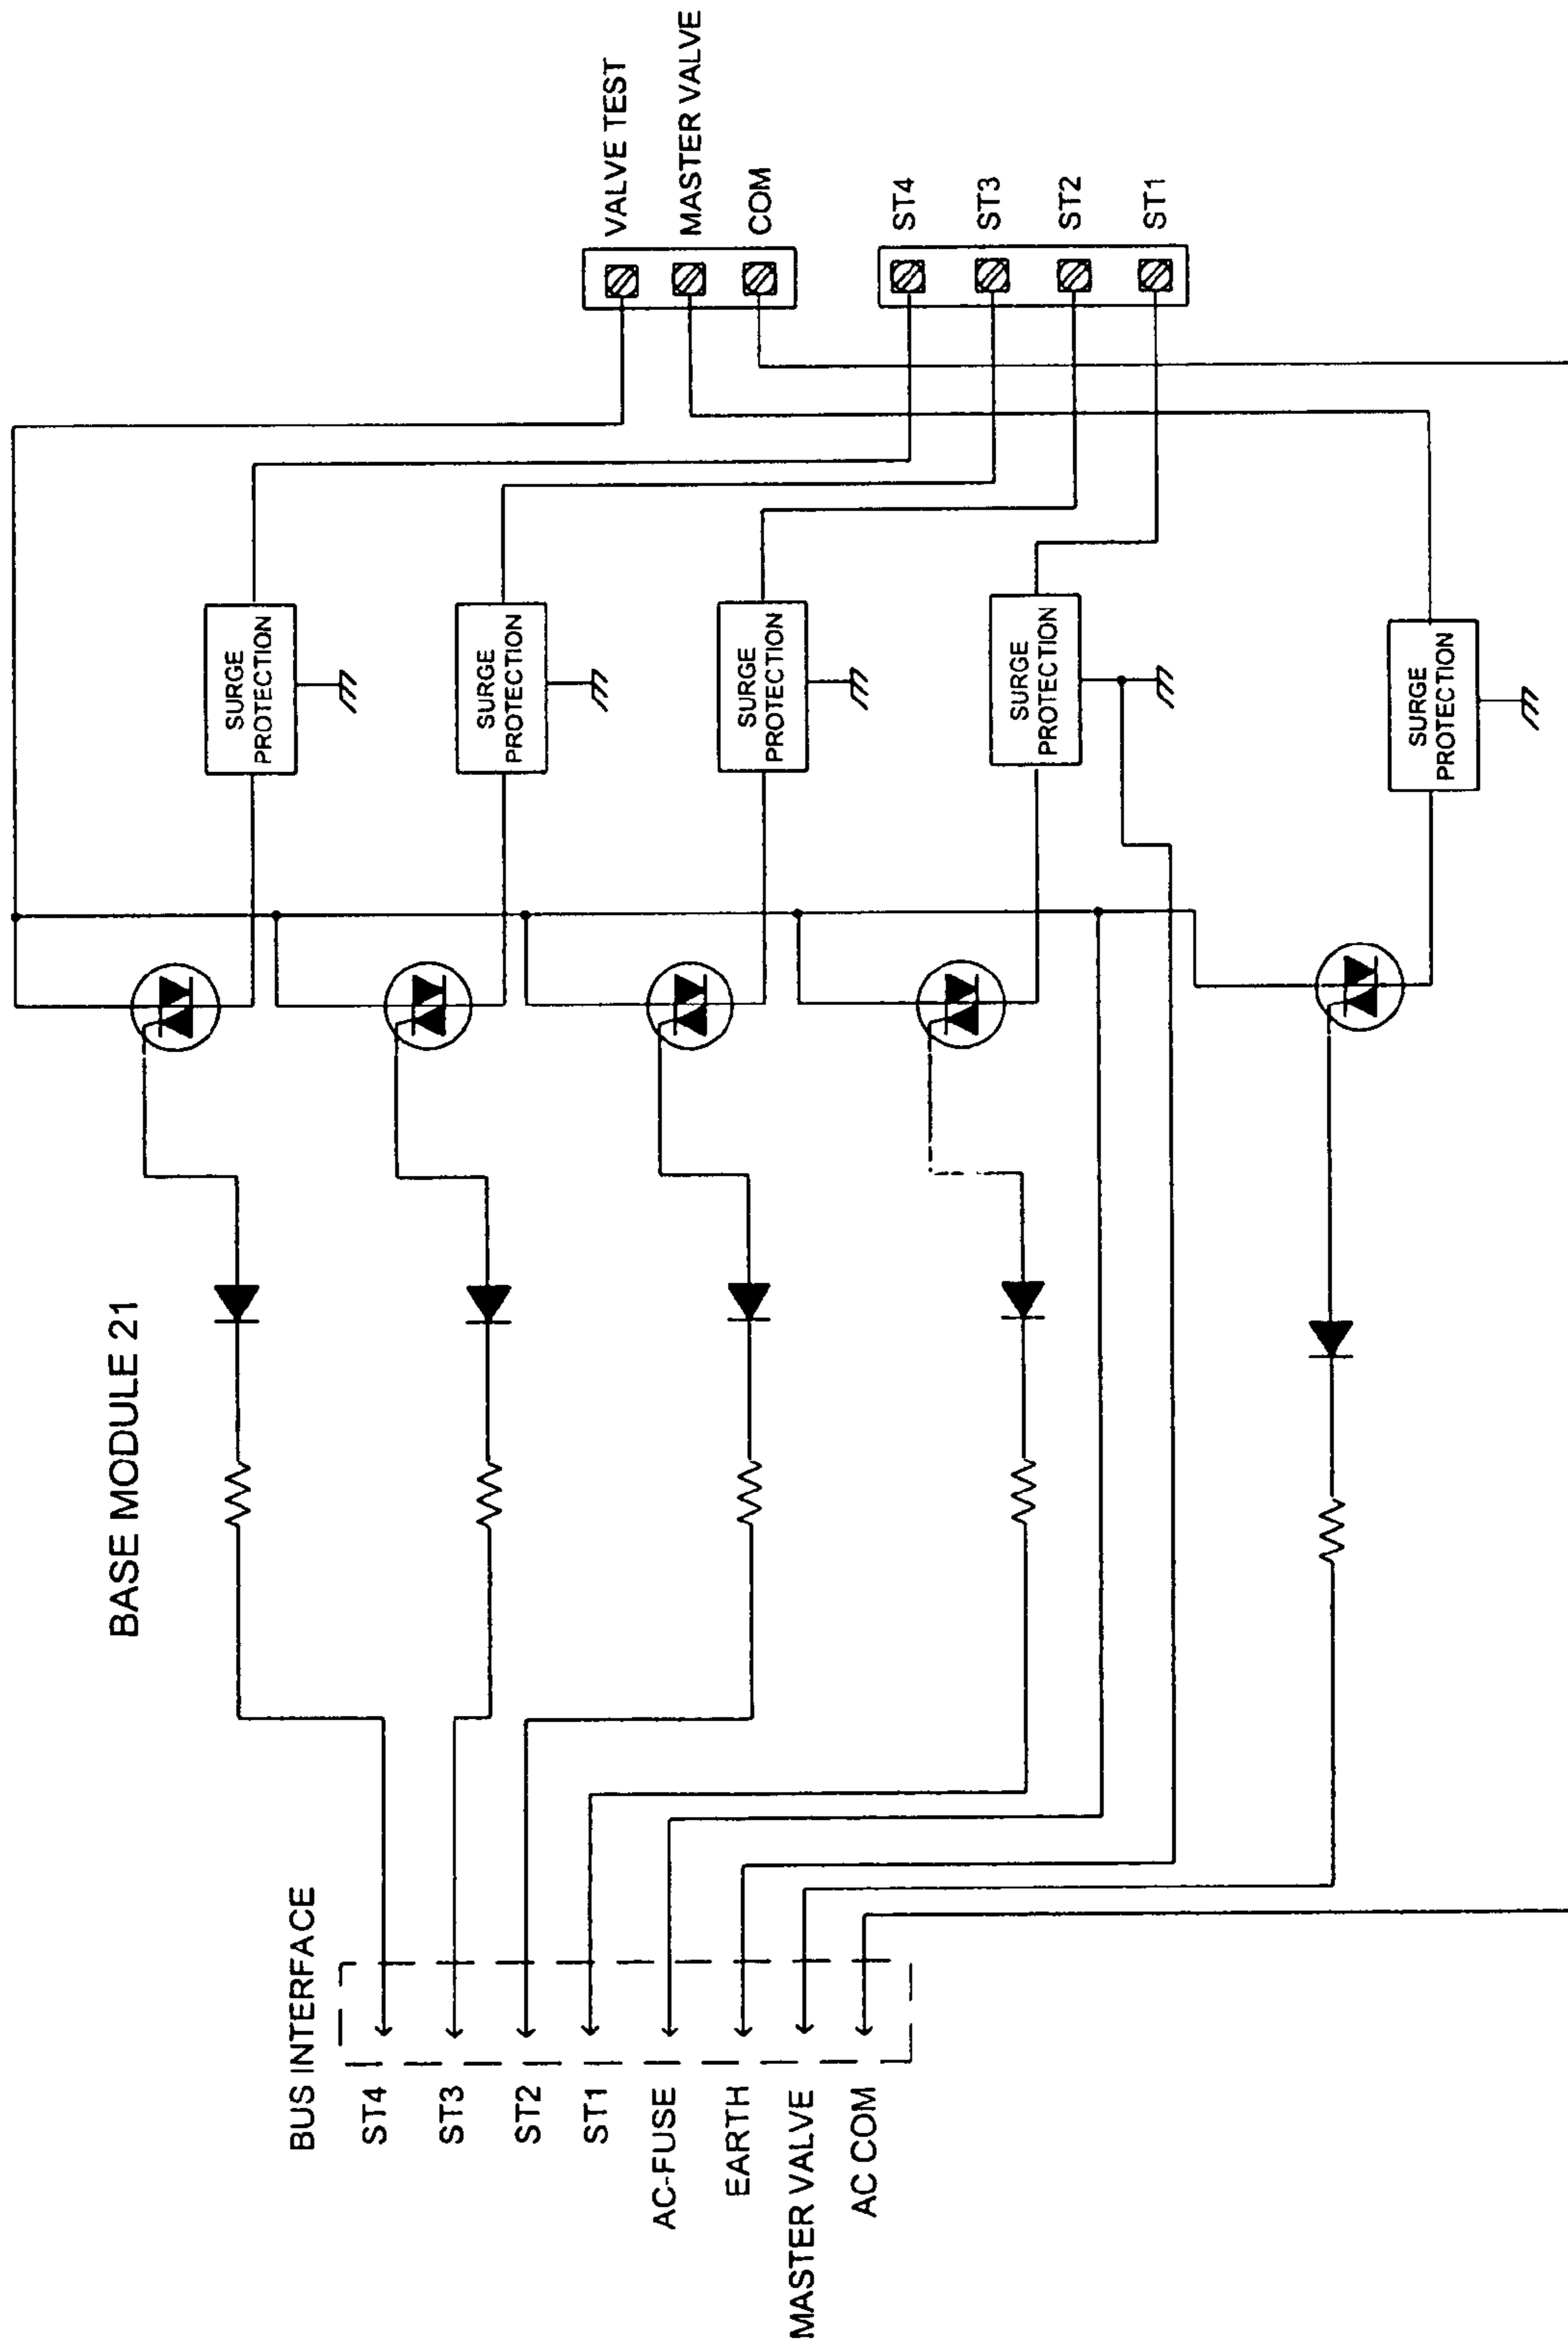 BASE MODULE 21
BUS INTERFACE
ST4
ST3
ST2
ST1
AC-FUSE
EARTH
MASTER VALVE
AC COM
SURGE
PROTECTION
SURGE
PROTECTION
SURGE
PROTECTION
SURGE
PROTECTION
SURGE
PROTECTION
VALVE TEST
MASTER VALVE
COM
ST4
ST3
ST2
ST1